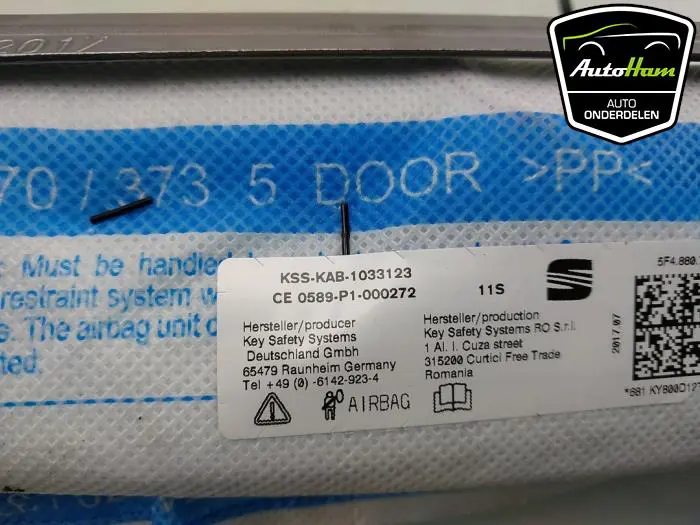 2017
AutoHam
AUTO
ONDERDELEN
70 / 373 5 DOOR >PP<
Must be handled
restraint system
The airbag unit
KSS-KAB-1033123
CE 0589-P1-000272
11S
Hersteller/producer
Key Safety Systems
Deutschland Gmbh
65479 Raunheim Germany
Tel +49 (0) -6142-923-4
Hersteller/production
Key Safety Systems RO S.r.l.
1 Al. I. Cuza street
315200 Curtici Free Trade
Romania
AIRBAG
5F4.880.
2017.07
*681 KY800D12